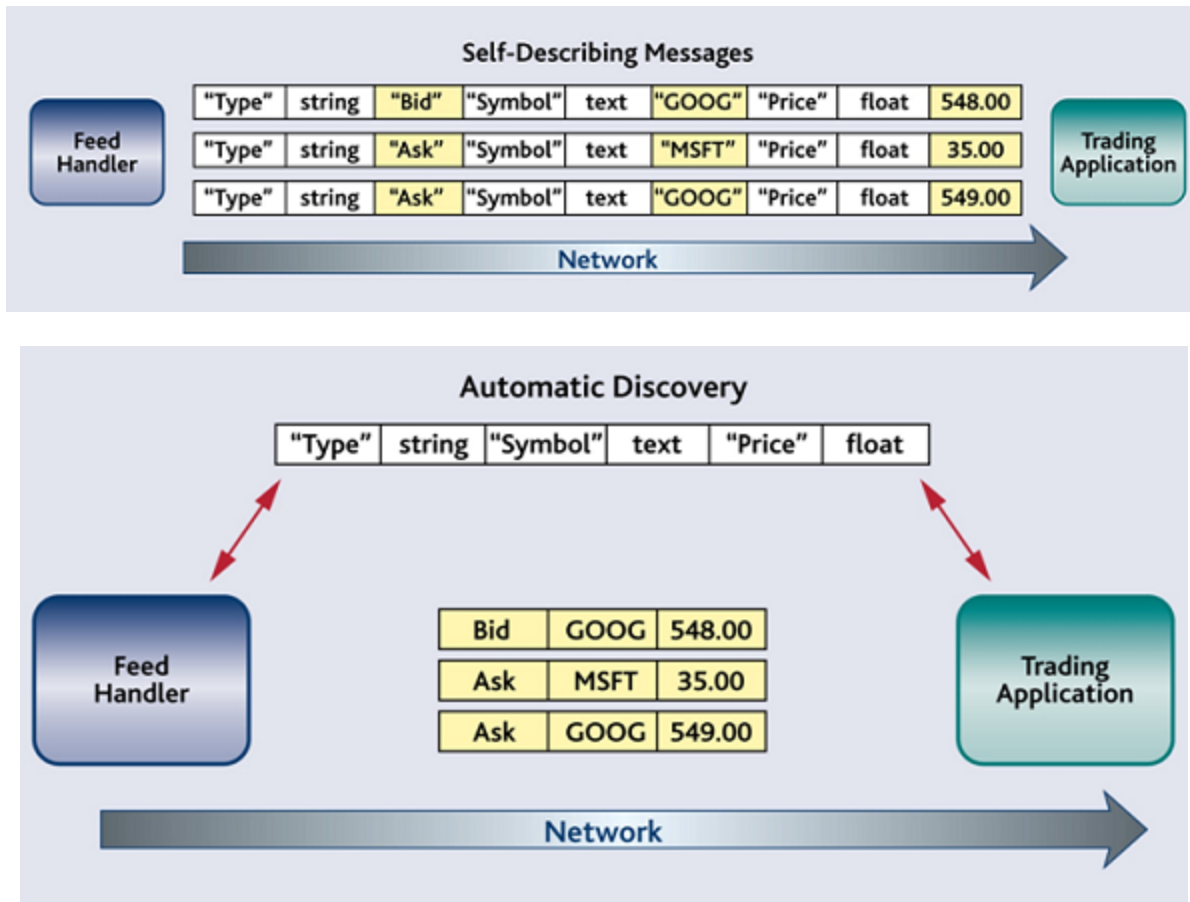 Self-Describing Messages
Feed
Handler
“Type” string “Bid” “Symbol” text “GOOG” “Price” float 548.00
“Type” string “Ask” “Symbol” text “MSFT” “Price” float 35.00
“Type” string “Ask” “Symbol” text “GOOG” “Price” float 549.00
Trading
Application
Network
Automatic Discovery
“Type” string “Symbol” text “Price” float
Feed
Handler
Bid GOOG 548.00
Ask MSFT 35.00
Ask GOOG 549.00
Trading
Application
Network